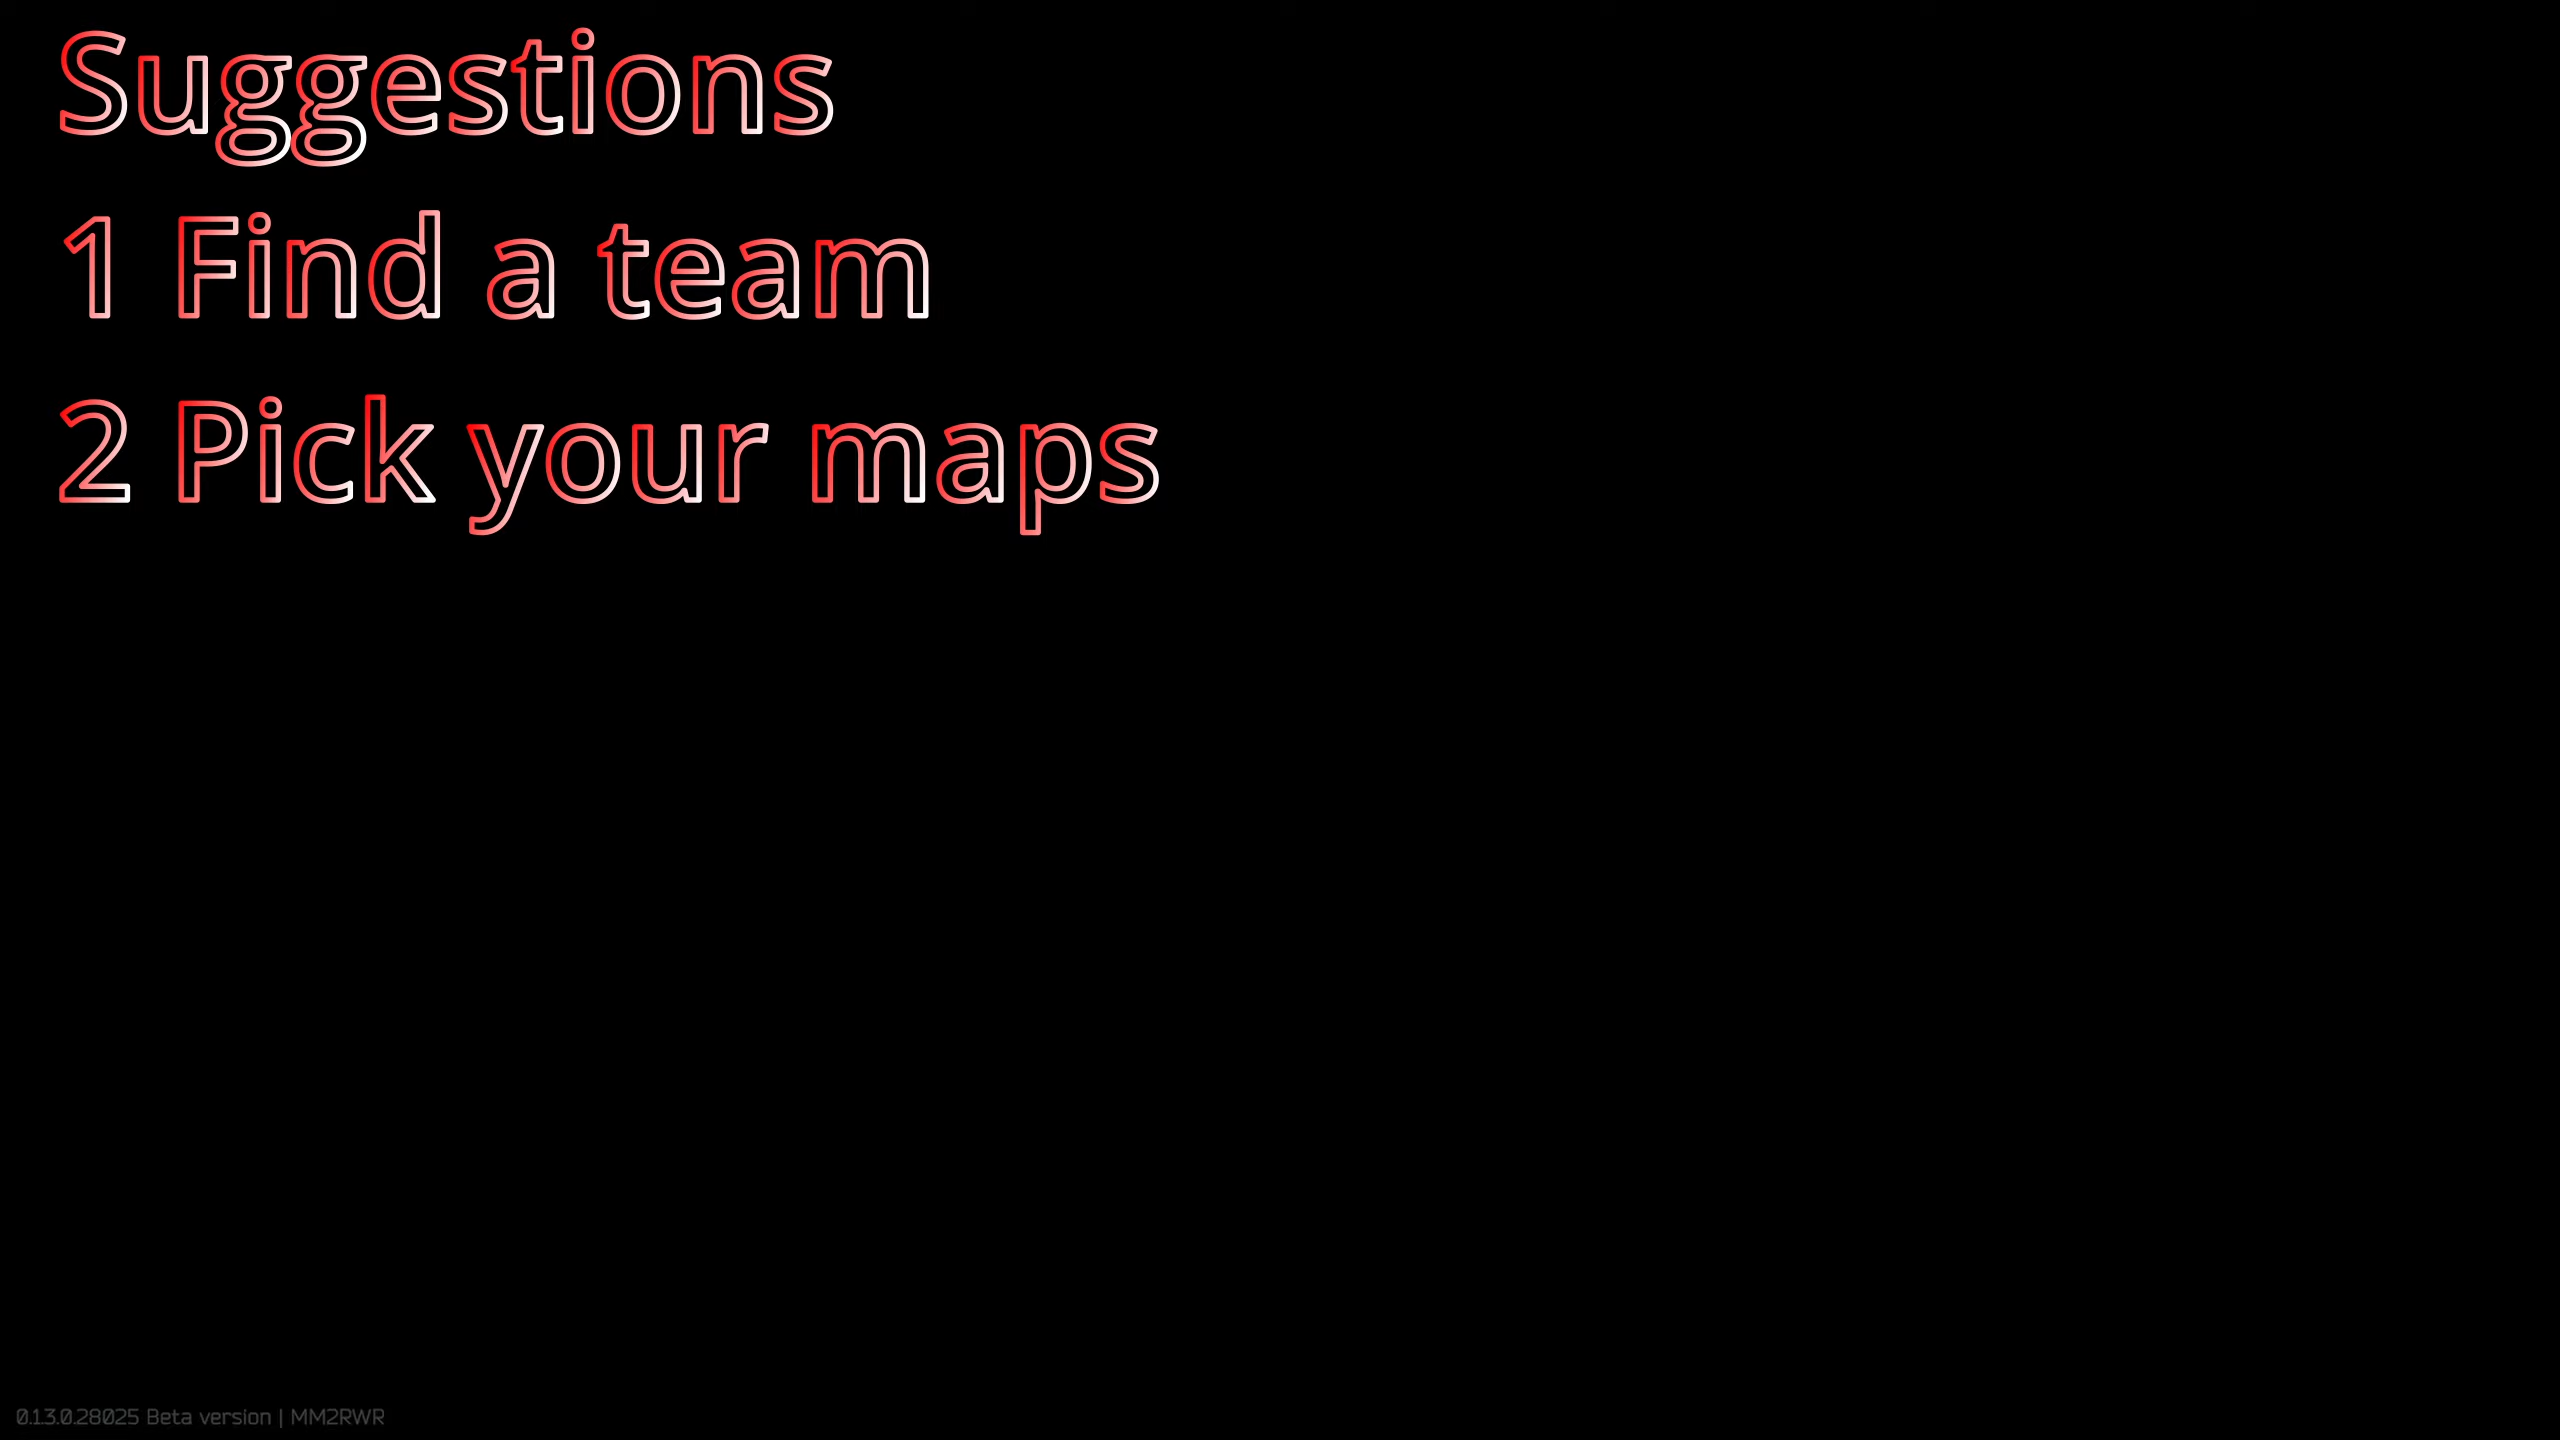 Suggestions
1 Find a team
2 Pick your maps
0.13.0.28025 Beta version | MM2RWR